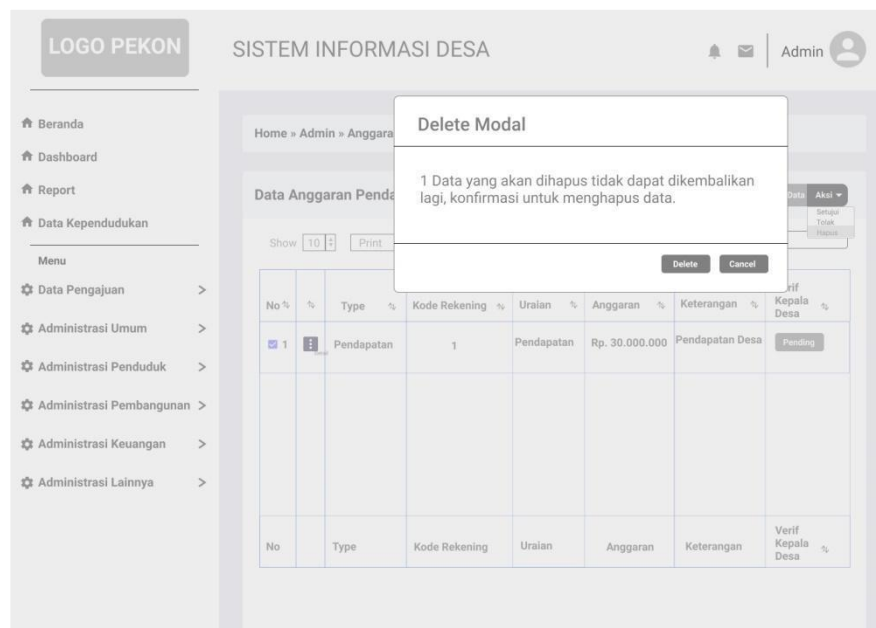 LOGO PEKON
SISTEM INFORMASI DESA
Admin
Beranda
Dashboard
Report
Data Kependudukan
Menu
Data Pengajuan >
Administrasi Umum >
Administrasi Penduduk >
Administrasi Pembangunan >
Administrasi Keuangan >
Administrasi Lainnya >
Home » Admin » Anggara
Delete Modal
1 Data yang akan dihapus tidak dapat dikembalikan
lagi, konfirmasi untuk menghapus data.
Delete Cancel
Data Anggaran Penda
Data Aksi
Setujui
Tolak
Hapus
Show 10 Print
No Type Kode Rekening Uraian Anggaran Keterangan Verif Kepala Desa
1 Pendapatan 1 Pendapatan Rp. 30.000.000 Pendapatan Desa Pending
No Type Kode Rekening Uraian Anggaran Keterangan Verif Kepala Desa